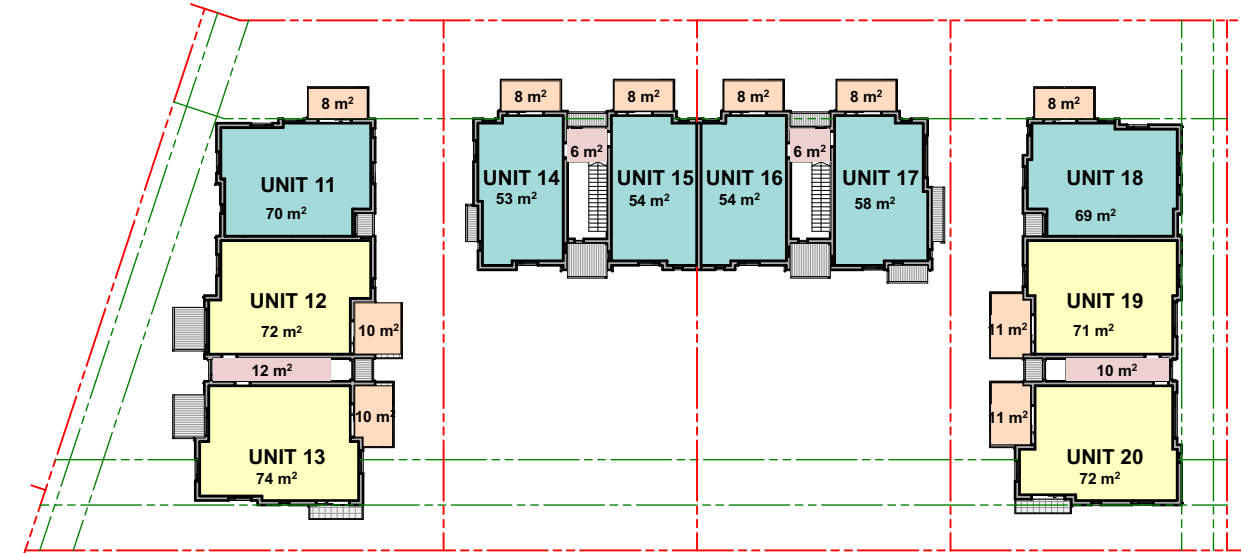 8 m²
8 m²
8 m²
8 m²
8 m²
8 m²
6 m²
6 m²
UNIT 11
70 m²
UNIT 14
53 m²
UNIT 15
54 m²
UNIT 16
54 m²
UNIT 17
58 m²
UNIT 18
69 m²
UNIT 12
72 m²
10 m²
UNIT 19
71 m²
11 m²
12 m²
10 m²
10 m²
11 m²
UNIT 13
74 m²
UNIT 20
72 m²